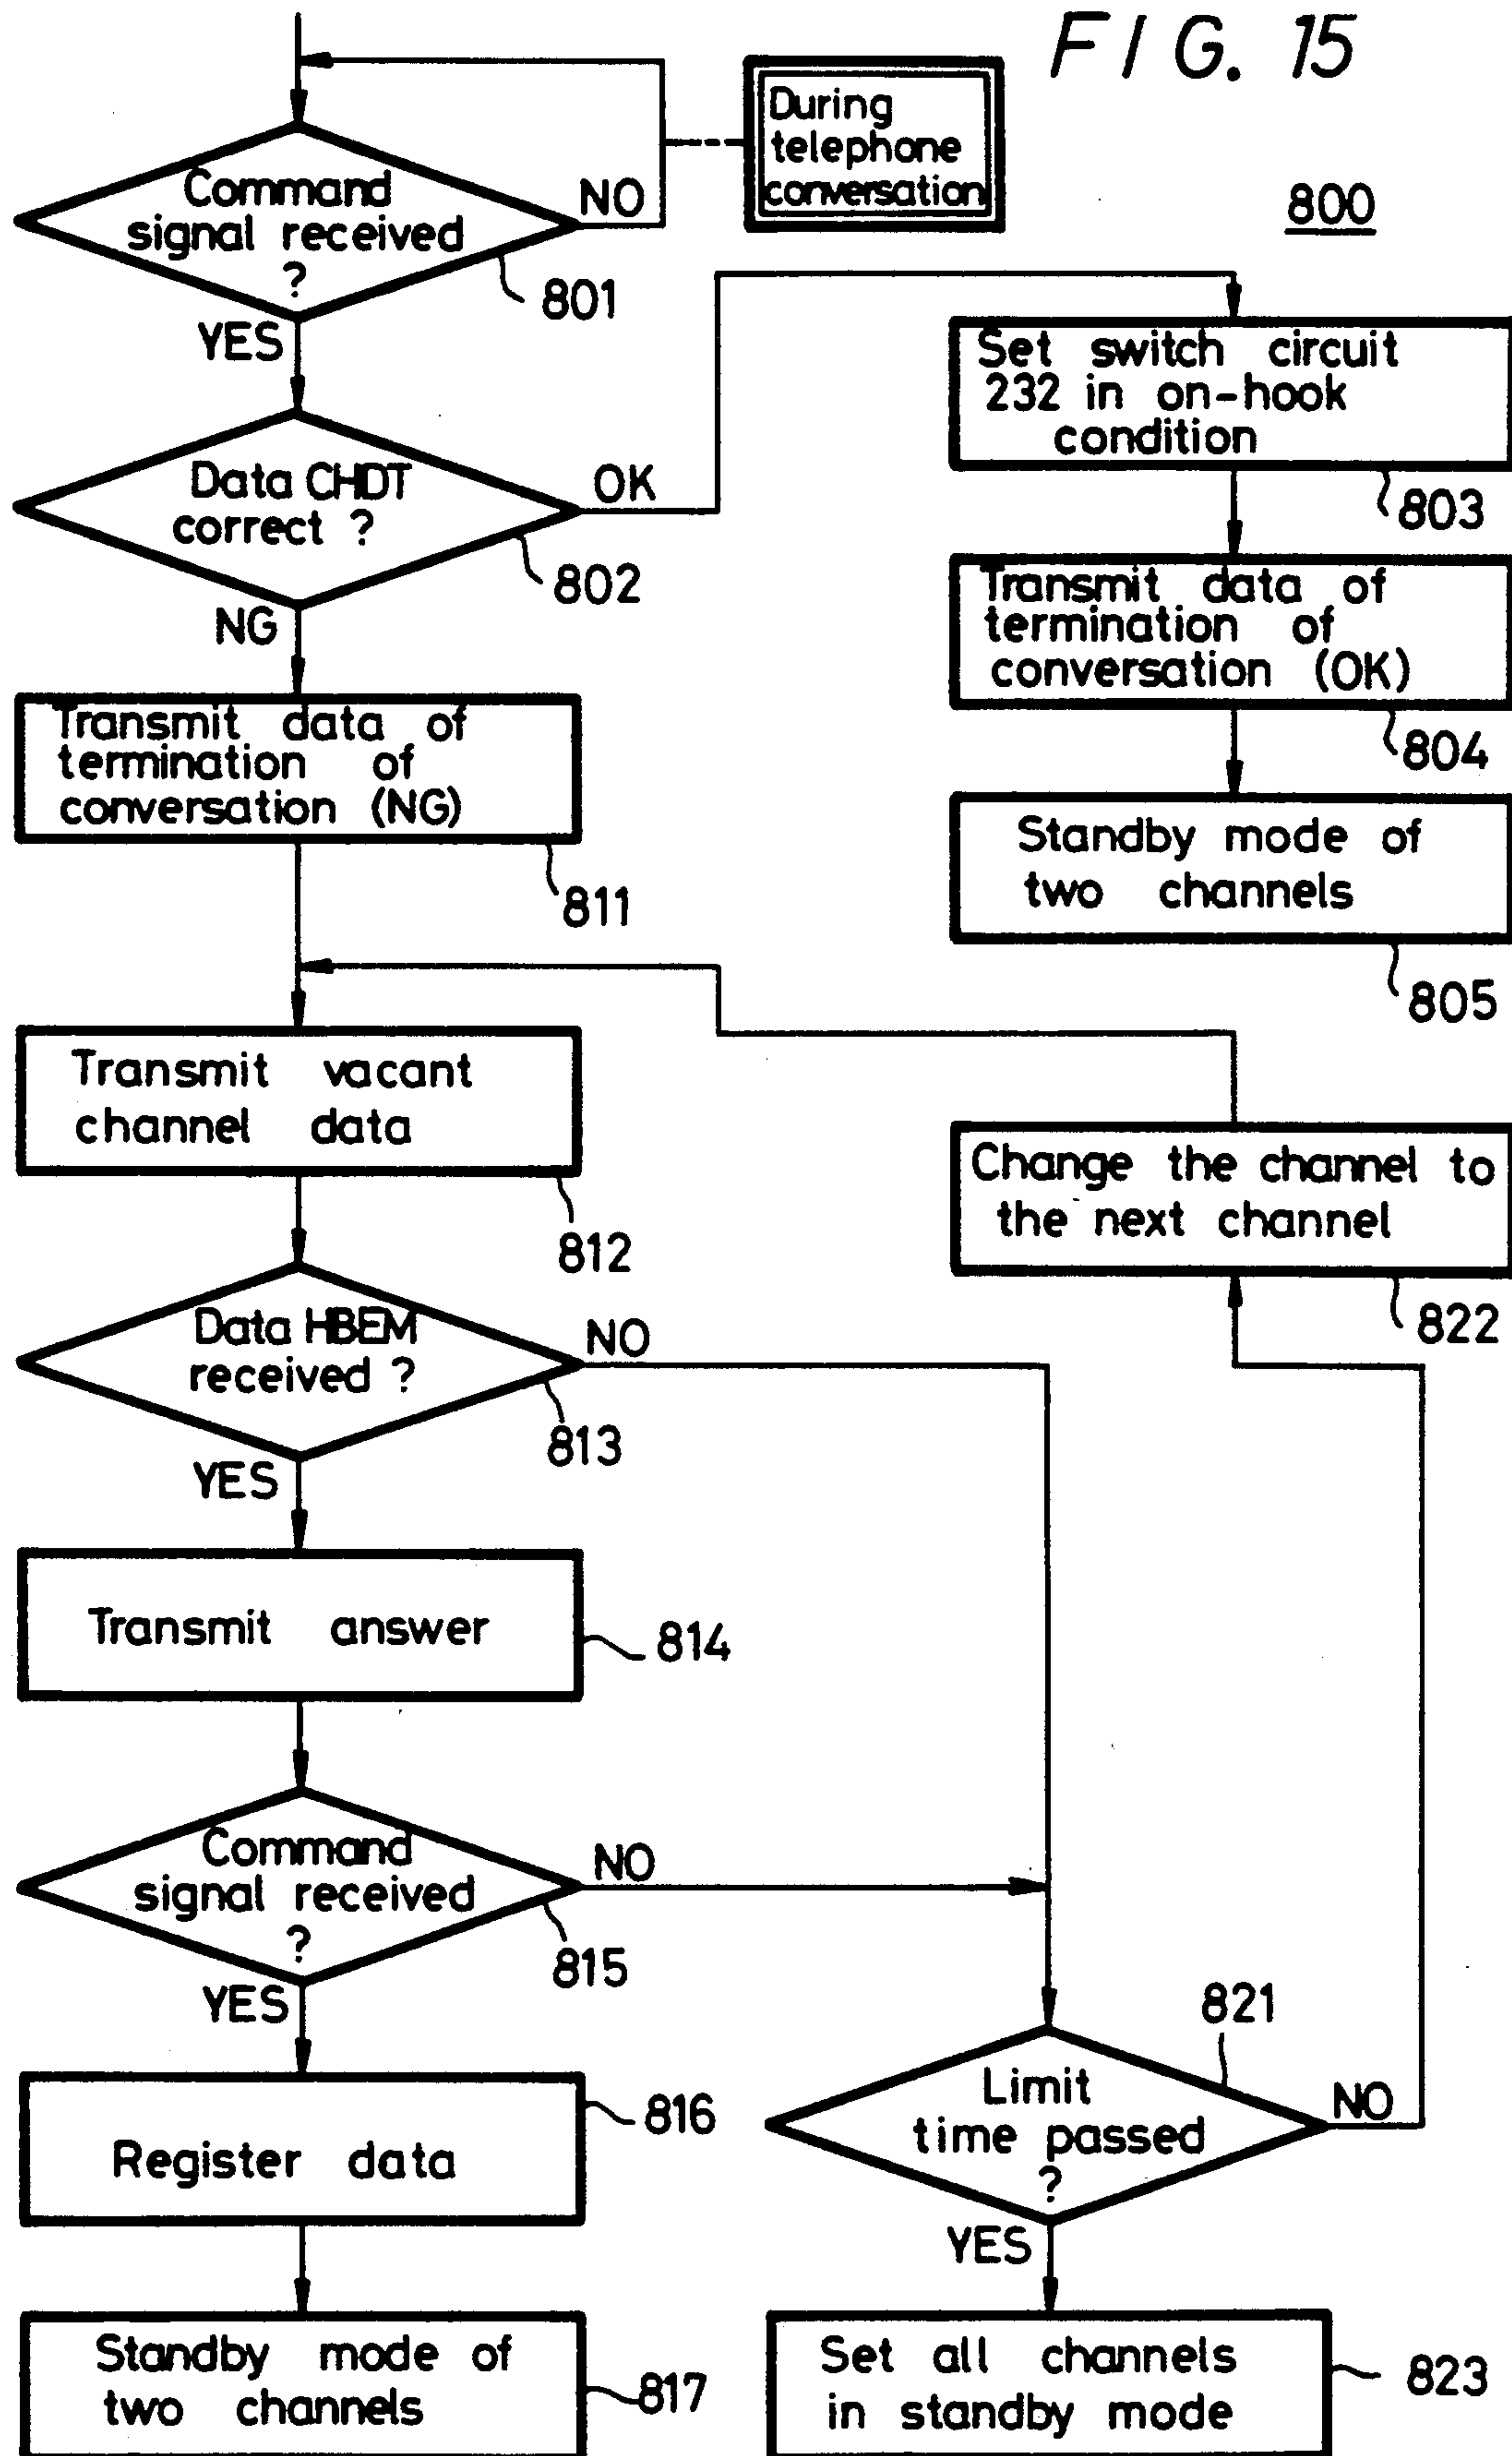 FIG. 15
800
During
telephone
conversation
Command
signal received
?
NO
801
YES
Data CHDT
correct ?
OK
802
NG
Set switch circuit
232 in on-hook
condition
803
Transmit data of
termination of
conversation (OK)
804
Standby mode of
two channels
805
Transmit data of
termination of
conversation (NG)
811
Transmit vacant
channel data
812
Change the channel to
the next channel
822
Data HBEM
received ?
NO
813
YES
Transmit answer
814
Command
signal received
?
NO
815
YES
Register data
816
Standby mode of
two channels
817
821
Limit
time passed
?
NO
YES
Set all channels
in standby mode
823